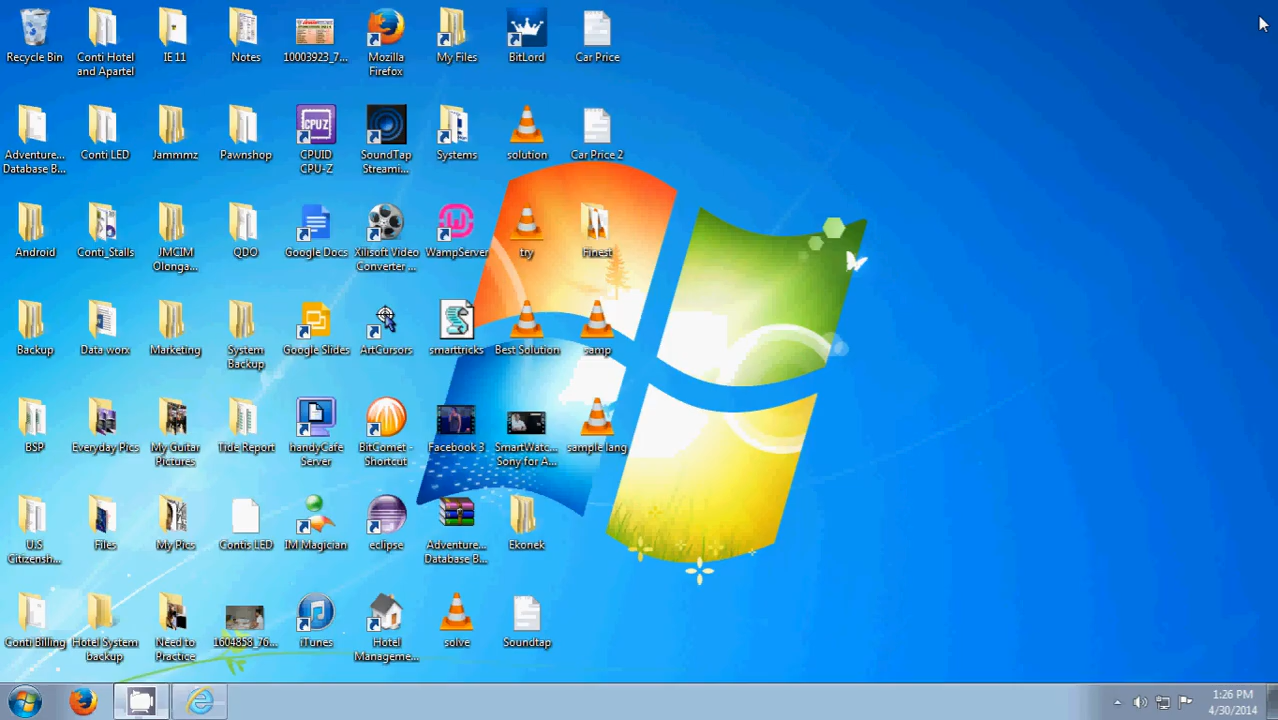 Recycle Bin
Conti Hotel
and Apartel
IE 11
Notes
10003923_7...
Mozilla
Firefox
My Files
BitLord
Car Price
Adventure...
Database B...
Conti LED
Jammmz
Pawnshop
CPUZ
CPUID
CPU-Z
SoundTap
Streami...
Systems
solution
Car Price 2
Android
Conti_Stalls
JMCIM
Olonga...
QDO
Google Docs
Xilisoft Video
Converter ...
WampServer
try
Finest
Backup
Data worx
Marketing
System
Backup
Google Slides
ArtCursors
smarttricks
Best Solution
samp
BSP
Everyday Pics
My Guitar
Pictures
Tide Report
handyCafe
Server
BitComet -
Shortcut
Facebook 3
SmartWatc...
Sony for A...
sample lang
U.S
Citizensh...
Files
My Pics
Contis LED
IM Magician
eclipse
Adventure...
Database B...
Ekonek
Conti Billing
Hotel System
backup
Need to
Practice
1604858_76...
iTunes
Hotel
Manageme...
solve
Soundtap
1:26 PM
4/30/2014